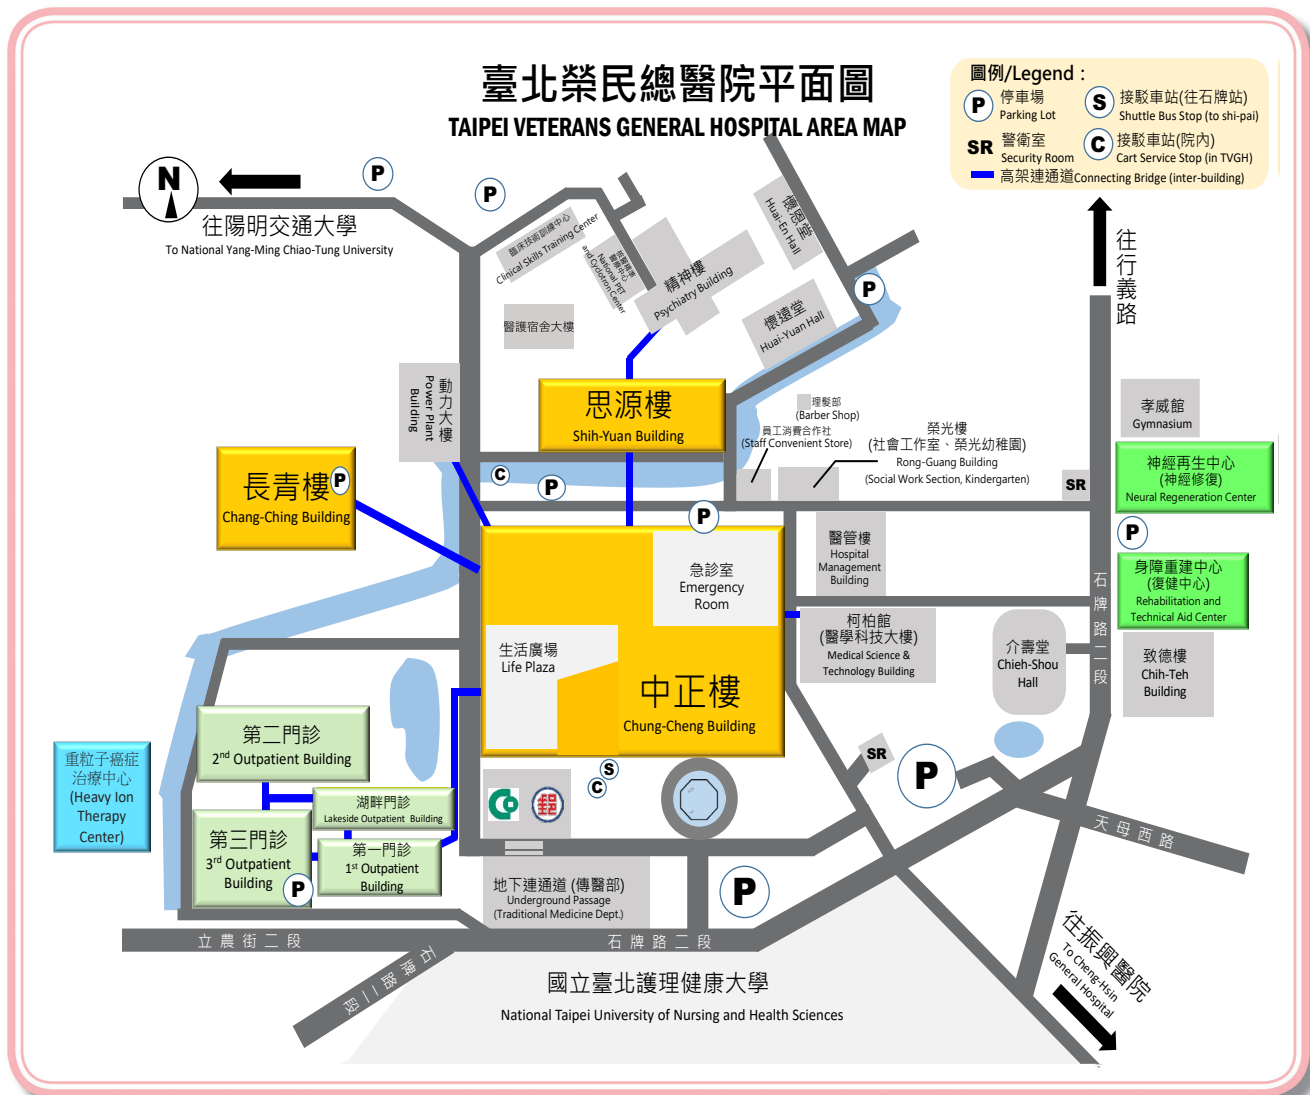 臺北榮民總醫院平面圖
TAIPEI VETERANS GENERAL HOSPITAL AREA MAP
圖例/Legend：
P
停車場
Parking Lot
S
接駁車站(往石牌站)
Shuttle Bus Stop (to shi-pai)
SR
警衛室
Security Room
C
接駁車站(院內)
Cart Service Stop (in TVGH)
高架連通道Connecting Bridge (inter-building)
N
往陽明交通大學
To National Yang-Ming Chiao-Tung University
P
P
臨床技術訓練中心
Clinical Skills Training Center
National PET
and Cyclotron Center
精神樓
Psychiatry Building
懷恩堂
Huai-En Hall
懷遠堂
Huai-Yuan Hall
P
往行義路
醫護宿舍大樓
動力大樓
Power Plant
Building
思源樓
Shih-Yuan Building
理髮部
(Barber Shop)
員工消費合作社
(Staff Convenient Store)
榮光樓
(社會工作室、榮光幼稚園)
Rong-Guang Building
(Social Work Section, Kindergarten)
孝威館
Gymnasium
神經再生中心
(神經修復)
Neural Regeneration Center
SR
長青樓
P
Chang-Ching Building
C
P
P
P
急診室
Emergency
Room
醫管樓
Hospital
Management
Building
身障重建中心
(復健中心)
Rehabilitation and
Technical Aid Center
石牌路二段
生活廣場
Life Plaza
中正樓
Chung-Cheng Building
柯柏館
(醫學科技大樓)
Medical Science &
Technology Building
介壽堂
Chieh-Shou
Hall
致德樓
Chih-Teh
Building
第二門診
2nd Outpatient Building
重粒子癌症
治療中心
(Heavy Ion
Therapy
Center)
湖畔門診
Lakeside Outpatient Building
第三門診
3rd Outpatient
Building
P
第一門診
1st Outpatient
Building
S
C
郵
SR
P
天母西路
地下連通道 (傳醫部)
Underground Passage
(Traditional Medicine Dept.)
P
立農街二段
石牌路二段
石牌路二段
國立臺北護理健康大學
National Taipei University of Nursing and Health Sciences
往振興醫院
To Cheng-Hsin
General Hospital